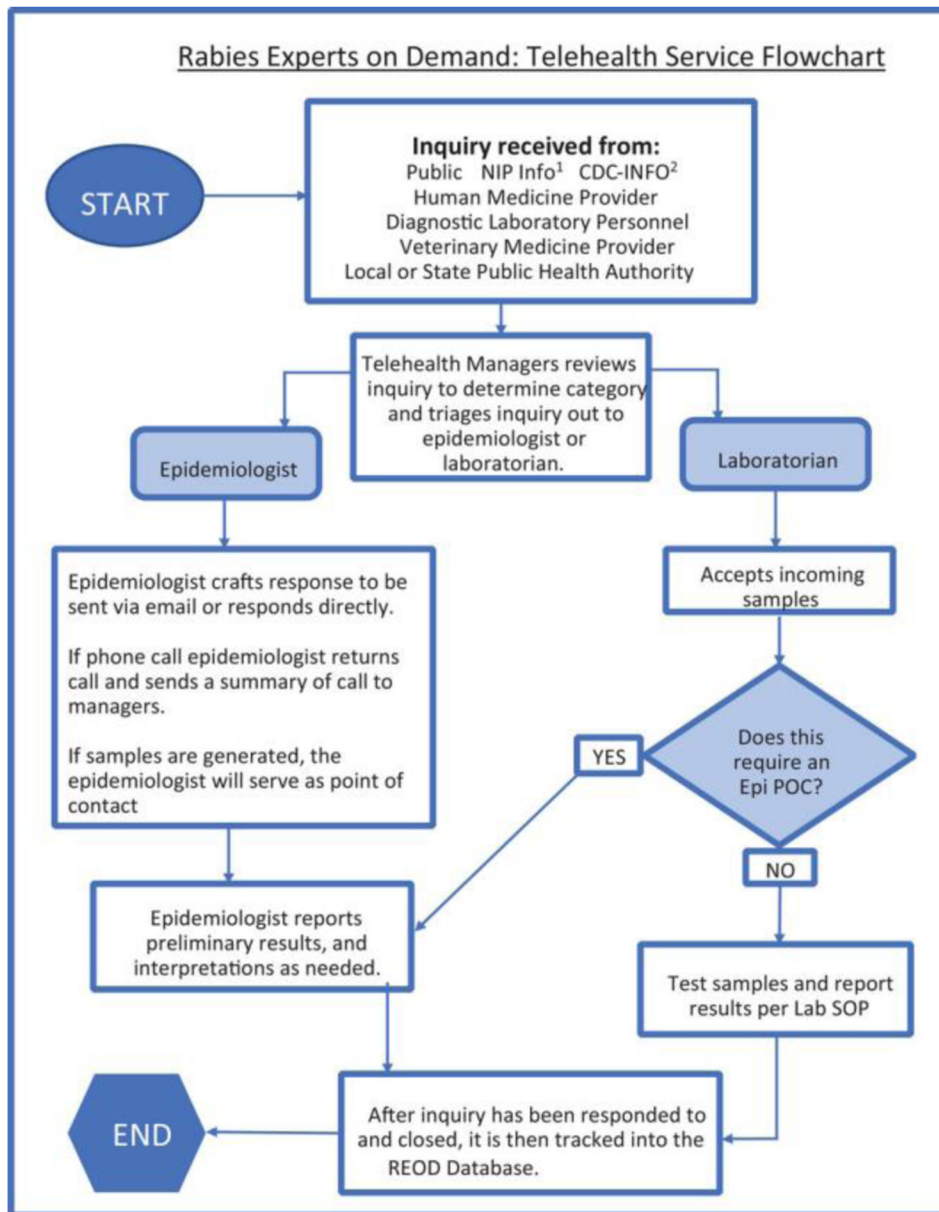 Rabies Experts on Demand: Telehealth Service Flowchart
START
Inquiry received from:
Public NIP Info¹ CDC-INFO²
Human Medicine Provider
Diagnostic Laboratory Personnel
Veterinary Medicine Provider
Local or State Public Health Authority
Telehealth Managers reviews
inquiry to determine category
and triages inquiry out to
epidemiologist or
laboratorian.
Epidemiologist
Laboratorian
Epidemiologist crafts response to be
sent via email or responds directly.
If phone call epidemiologist returns
call and sends a summary of call to
managers.
If samples are generated, the
epidemiologist will serve as point of
contact
Accepts incoming
samples
Does this
require an
Epi POC?
YES
NO
Epidemiologist reports
preliminary results, and
interpretations as needed.
Test samples and report
results per Lab SOP
After inquiry has been responded to
and closed, it is then tracked into the
REOD Database.
END